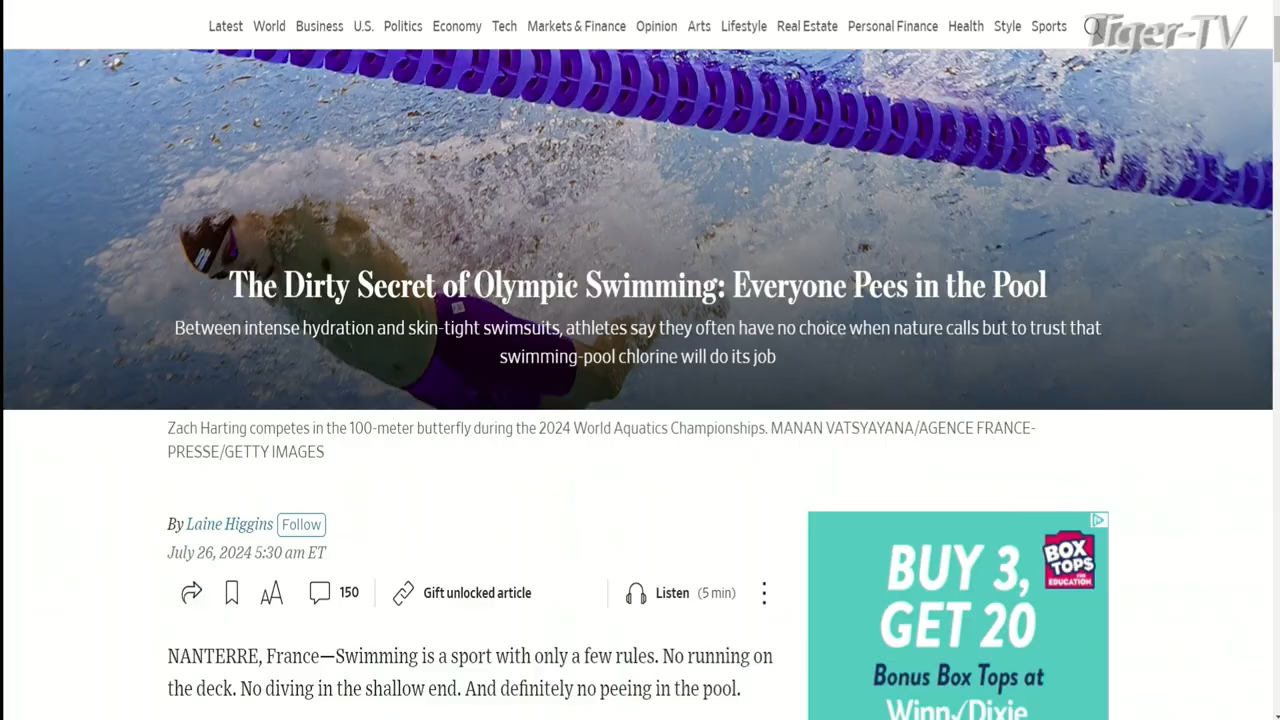 Latest World Business U.S. Politics Economy Tech Markets & Finance Opinion Arts Lifestyle Real Estate Personal Finance Health Style Sports
Tiger-TV
The Dirty Secret of Olympic Swimming: Everyone Pees in the Pool
Between intense hydration and skin-tight swimsuits, athletes say they often have no choice when nature calls but to trust that
swimming-pool chlorine will do its job
Zach Harting competes in the 100-meter butterfly during the 2024 World Aquatics Championships. MANAN VATSYAYANA/AGENCE FRANCE-
PRESSE/GETTY IMAGES
By Laine Higgins Follow
July 26, 2024 5:30 am ET
150 Gift unlocked article Listen (5 min)
NANTERRE, France—Swimming is a sport with only a few rules. No running on
the deck. No diving in the shallow end. And definitely no peeing in the pool.
BUY 3,
GET 20
BOX
TOPS
FOR
EDUCATION
Bonus Box Tops at
Winn✓Dixie